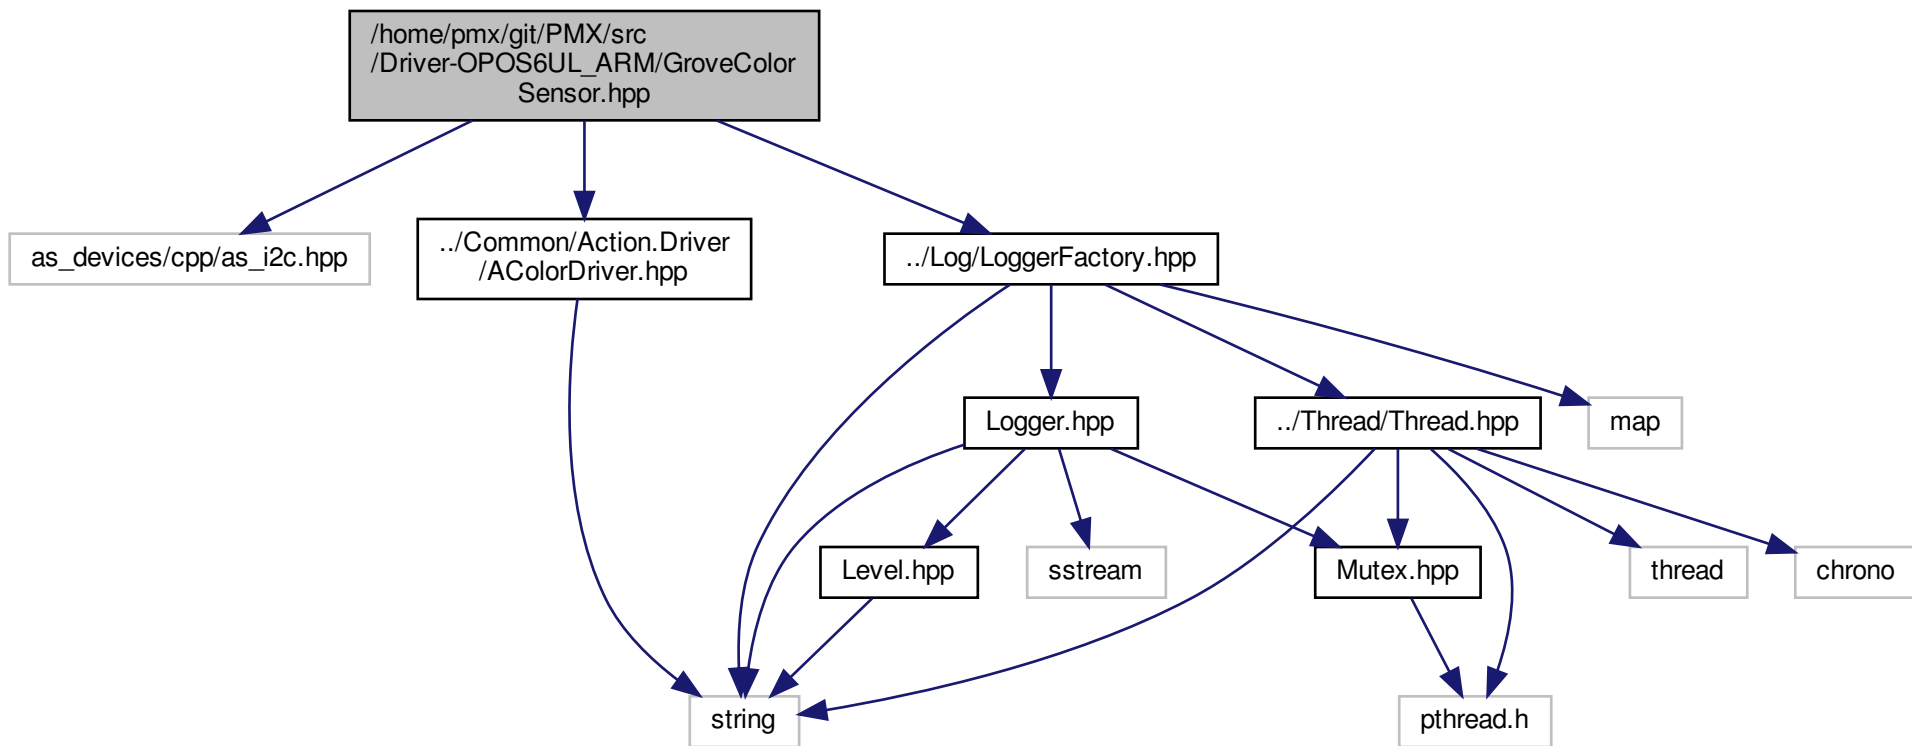 /home/pmx/git/PMX/src
/Driver-OPOS6UL_ARM/GroveColor
Sensor.hpp
as_devices/cpp/as_i2c.hpp
../Common/Action.Driver
/AColorDriver.hpp
../Log/LoggerFactory.hpp
Logger.hpp
../Thread/Thread.hpp
map
Level.hpp
sstream
Mutex.hpp
thread
chrono
string
pthread.h